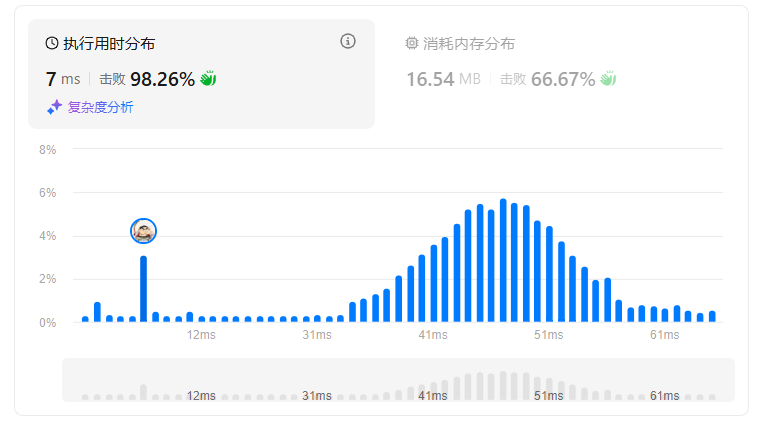 执行用时分布
7 ms 击败 98.26%
复杂度分析
消耗内存分布
16.54 MB 击败 66.67%
8%
6%
4%
2%
0%
12ms 31ms 41ms 51ms 61ms
12ms 31ms 41ms 51ms 61ms